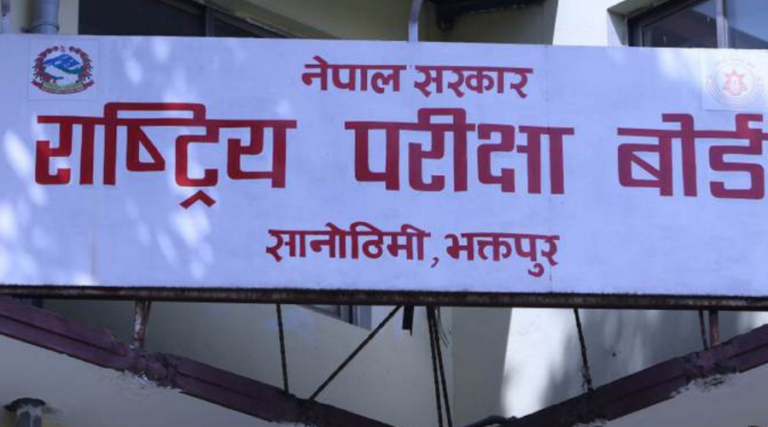 नेपाल सरकार
राष्ट्रिय परीक्षा बोर्ड
सानोठिमी, भक्तपुर